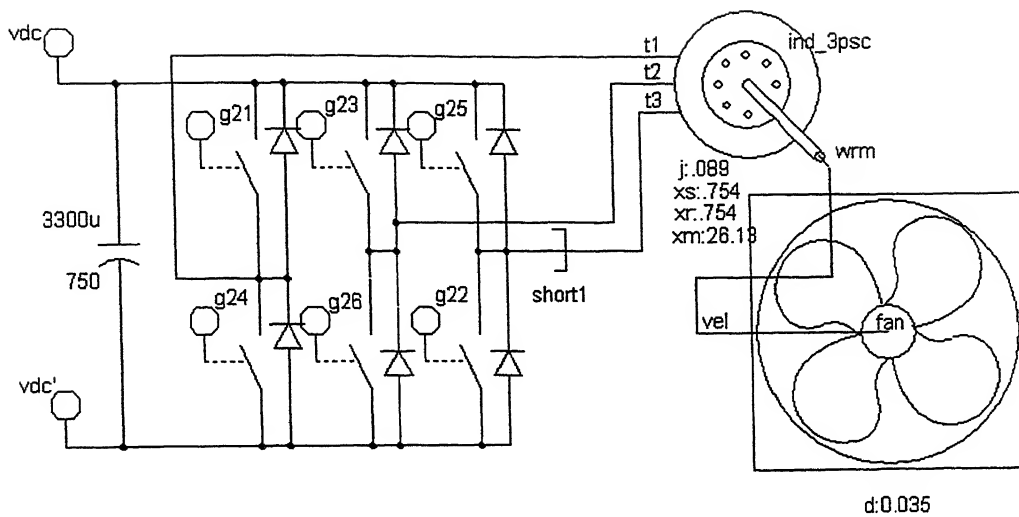 vdc
t1
ind_3psc
t2
t3
g21
g23
g25
wrm
j:.089
xs:.754
xr:.754
xm:26.13
3300u
750
short1
g24
g26
g22
vel
fan
vdc'
d:0.035